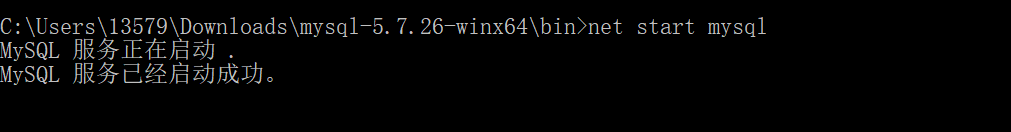 C:\Users\13579\Downloads\mysql-5.7.26-winx64\bin>net start mysql
MySQL 服务正在启动 .
MySQL 服务已经启动成功。